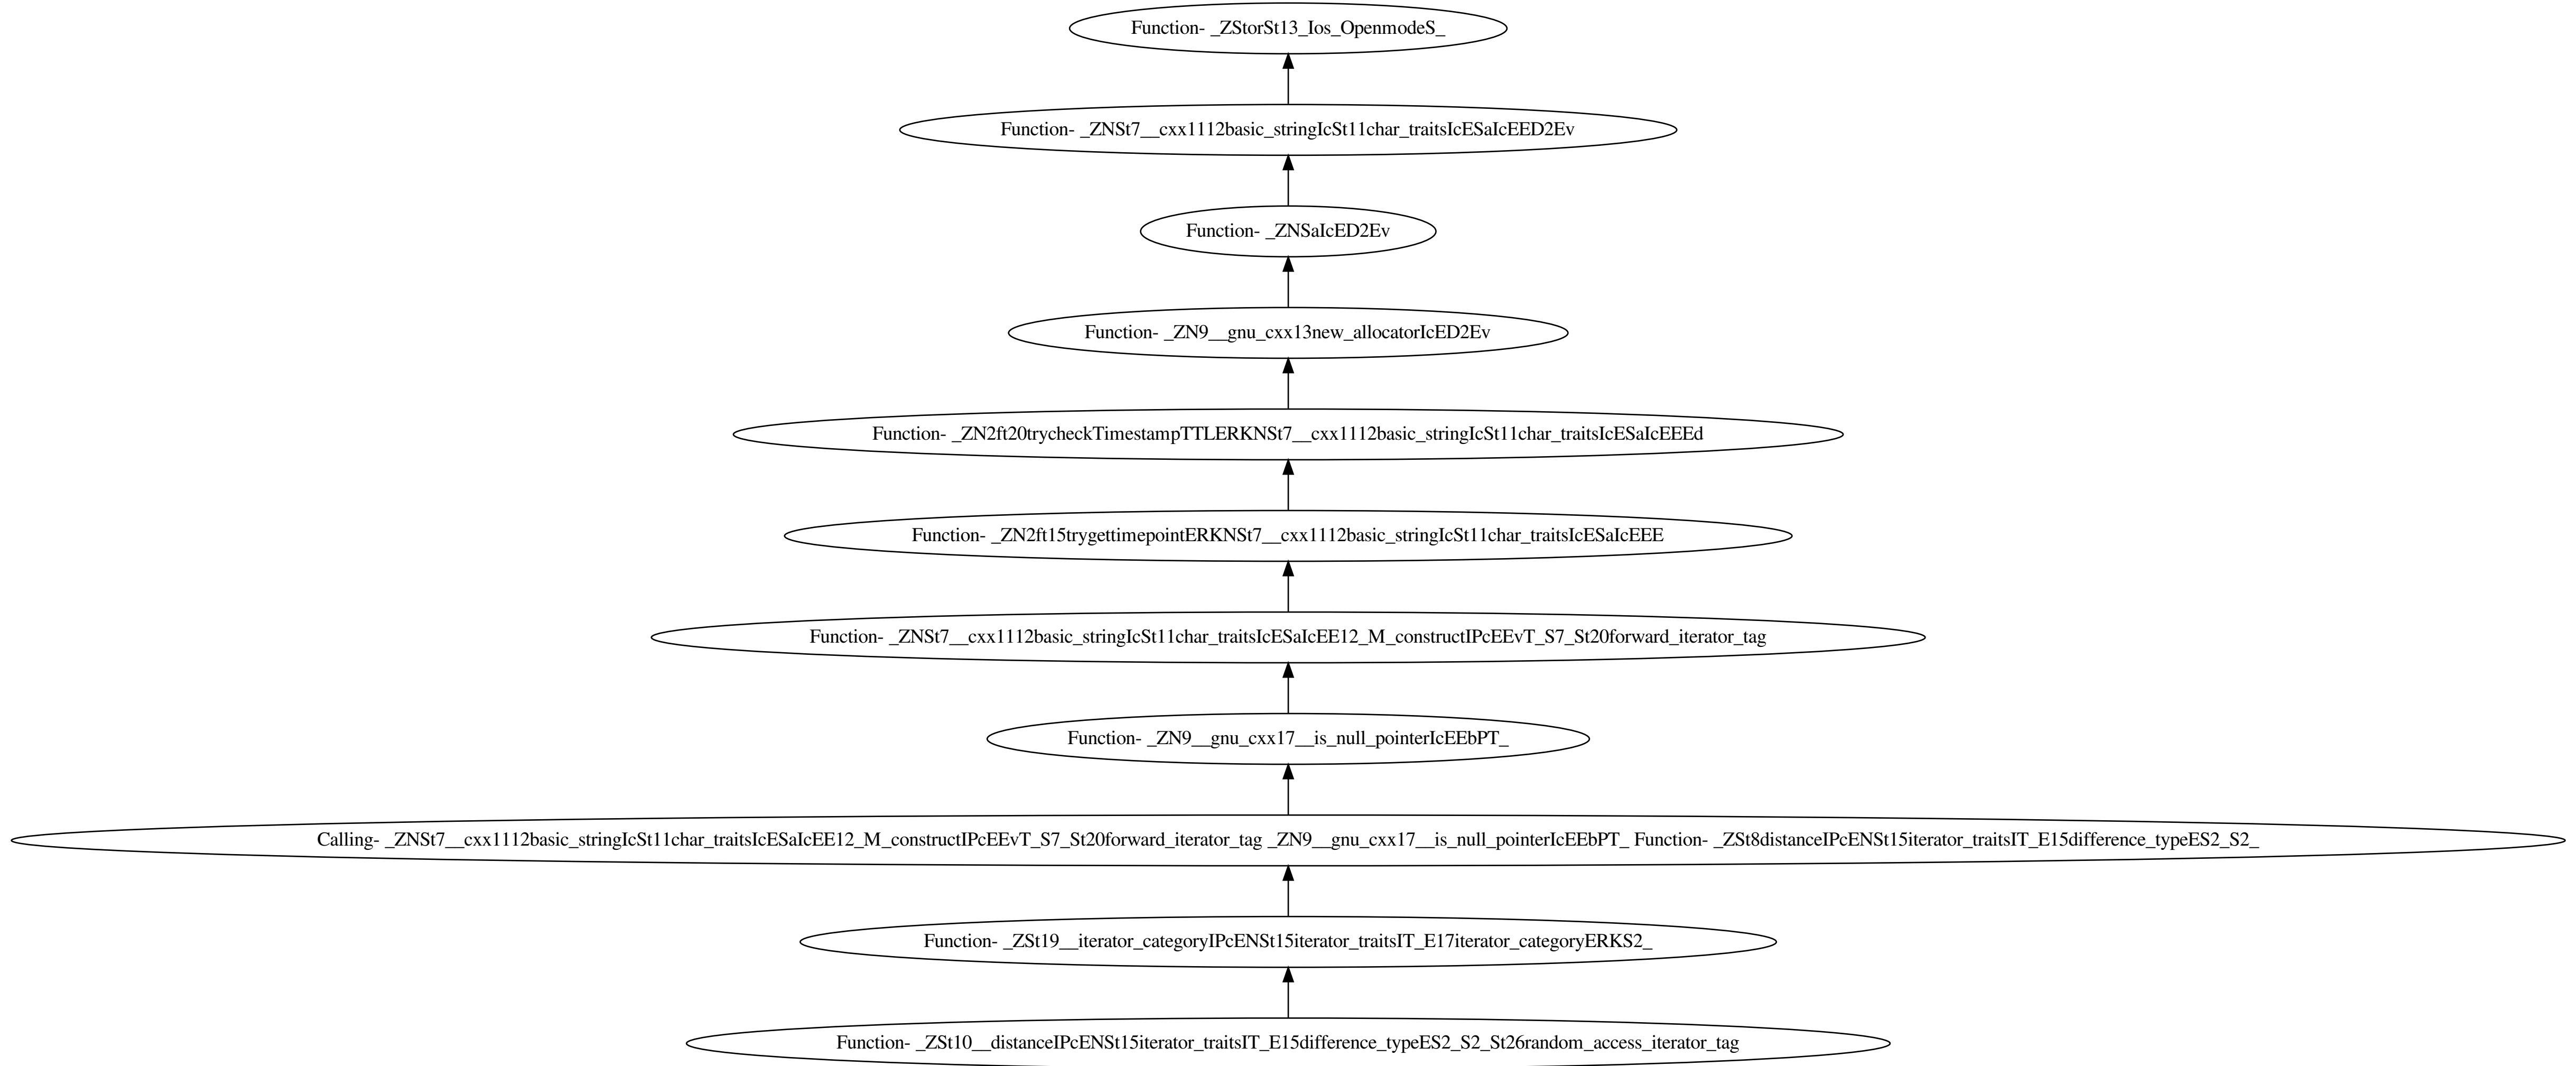 Function- _ZStorSt13_Ios_OpenmodeS_
Function- _ZNSt7__cxx1112basic_stringIcSt11char_traitsIcESaIcEED2Ev
Function- _ZNSaIcED2Ev
Function- _ZN9__gnu_cxx13new_allocatorIcED2Ev
Function- _ZN2ft20trycheckTimestampTTLERKNSt7__cxx1112basic_stringIcSt11char_traitsIcESaIcEEEd
Function- _ZN2ft15trygettimepointERKNSt7__cxx1112basic_stringIcSt11char_traitsIcESaIcEEE
Function- _ZNSt7__cxx1112basic_stringIcSt11char_traitsIcESaIcEE12_M_constructIPcEEvT_S7_St20forward_iterator_tag
Function- _ZN9__gnu_cxx17__is_null_pointerIcEEbPT_
Calling- _ZNSt7__cxx1112basic_stringIcSt11char_traitsIcESaIcEE12_M_constructIPcEEvT_S7_St20forward_iterator_tag _ZN9__gnu_cxx17__is_null_pointerIcEEbPT_ Function- _ZSt8distanceIPcENSt15iterator_traitsIT_E15difference_typeES2_S2_
Function- _ZSt19__iterator_categoryIPcENSt15iterator_traitsIT_E17iterator_categoryERKS2_
Function- _ZSt10__distanceIPcENSt15iterator_traitsIT_E15difference_typeES2_S2_St26random_access_iterator_tag